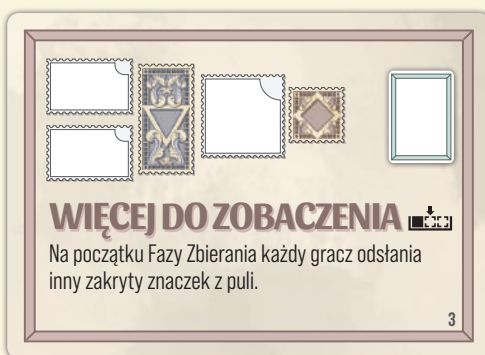 WIĘCEJ DO ZOBACZENIA
Na początku Fazy Zbierania każdy gracz odsłania
inny zakryty znaczek z puli.
3